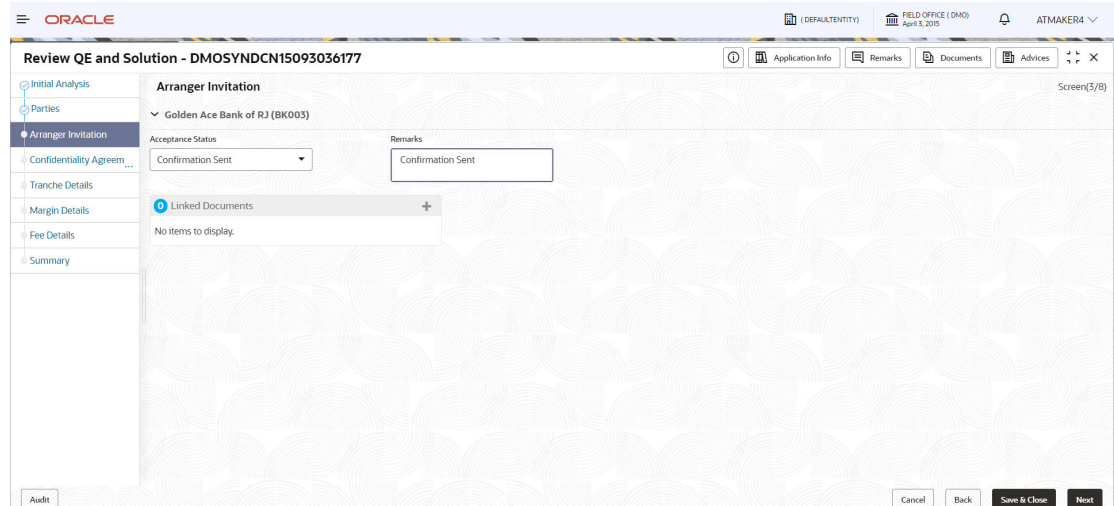 ORACLE
( DEFAULTENTITY)
FIELD OFFICE ( DMO)
April 3, 2015
ATMAKER4
Review QE and Solution - DMOSYNDCN15093036177
Application Info
Remarks
Documents
Advices
Initial Analysis
Parties
Arranger Invitation
Confidentiality Agreem...
Tranche Details
Margin Details
Fee Details
Summary
Arranger Invitation
Screen(3/8)
Golden Ace Bank of RJ (BK003)
Acceptance Status
Remarks
Confirmation Sent
Confirmation Sent
0 Linked Documents
No items to display.
Audit
Cancel
Back
Save & Close
Next